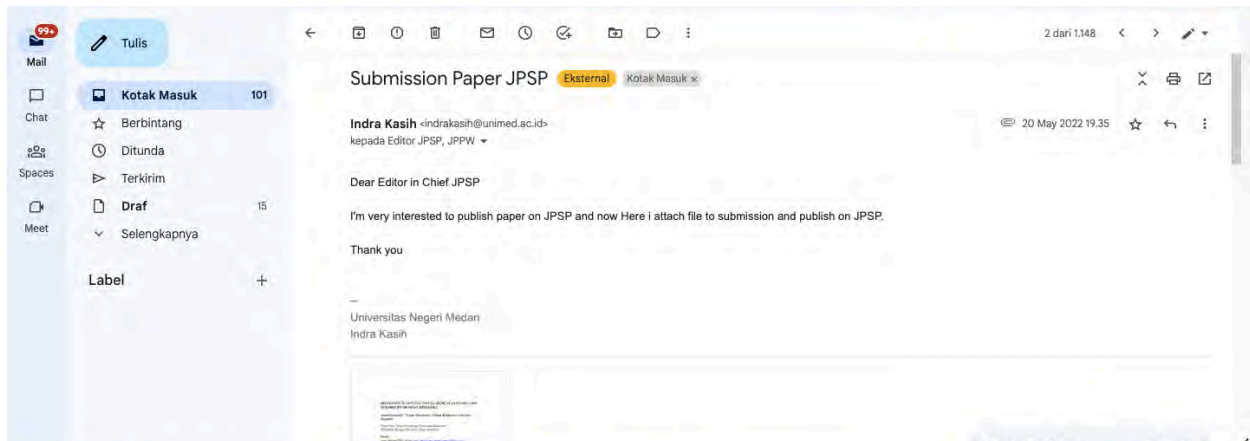 99+
Mail
Chat
Spaces
Meet
Tulis
Kotak Masuk 101
Berbintang
Ditunda
Terkirim
Draf 15
Selengkapnya
Label
2 dari 1.148
Submission Paper JPSP Eksternal Kotak Masuk ×
Indra Kasih <indrakasih@unimed.ac.id> 20 May 2022 19.35
kepada Editor JPSP, JPPW
Dear Editor in Chief JPSP
I'm very interested to publish paper on JPSP and now Here i attach file to submission and publish on JPSP.
Thank you
--
Universitas Negeri Medan
Indra Kasih